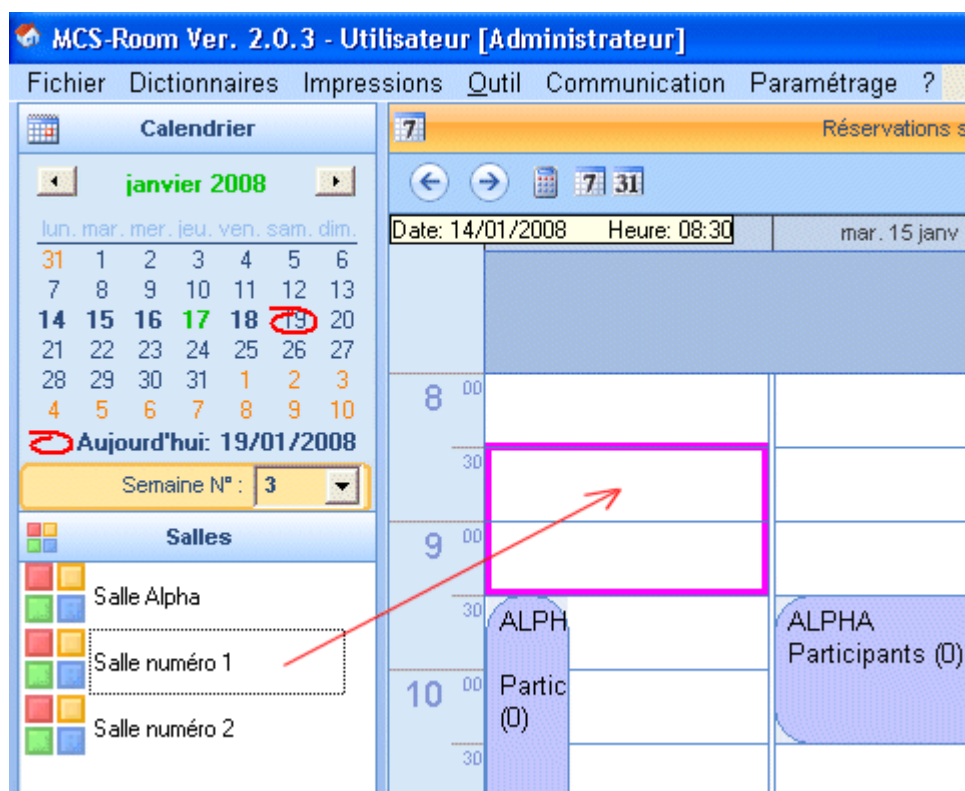 MCS-Room Ver. 2.0.3 - Utilisateur [Administrateur]
Fichier Dictionnaires Impressions Outil Communication Paramétrage ?
Calendrier
janvier 2008
lun. mar. mer. jeu. ven. sam. dim.
31 1 2 3 4 5 6
7 8 9 10 11 12 13
14 15 16 17 18 19 20
21 22 23 24 25 26 27
28 29 30 31 1 2 3
4 5 6 7 8 9 10
Aujourd'hui: 19/01/2008
Semaine N° : 3
Salles
Salle Alpha
Salle numéro 1
Salle numéro 2
7 Réservations s
7 31
Date: 14/01/2008 Heure: 08:30 mar. 15 janv
8 00
30
9 00
30
10 00
30
ALPH
Partic
(0)
ALPHA
Participants (0)